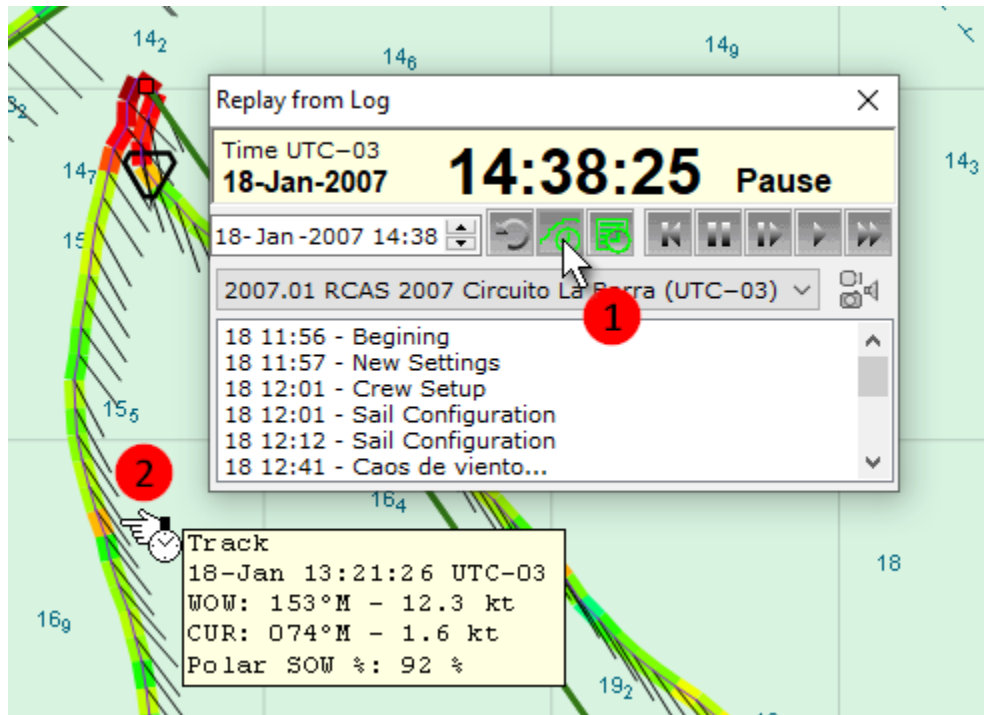 14₂
14₆
14₉
Replay from Log
Time UTC−03
18-Jan-2007 14:38:25 Pause
14₇
14₃
15
18-Jan-2007 14:38
2007.01 RCAS 2007 Circuito La Barra (UTC−03)
1
18 11:56 - Begining
18 11:57 - New Settings
18 12:01 - Crew Setup
18 12:01 - Sail Configuration
18 12:12 - Sail Configuration
18 12:41 - Caos de viento...
15₅
2
16₄
Track
18-Jan 13:21:26 UTC-03
WOW: 153°M - 12.3 kt
CUR: 074°M - 1.6 kt
Polar SOW %: 92 %
18
16₉
19₂